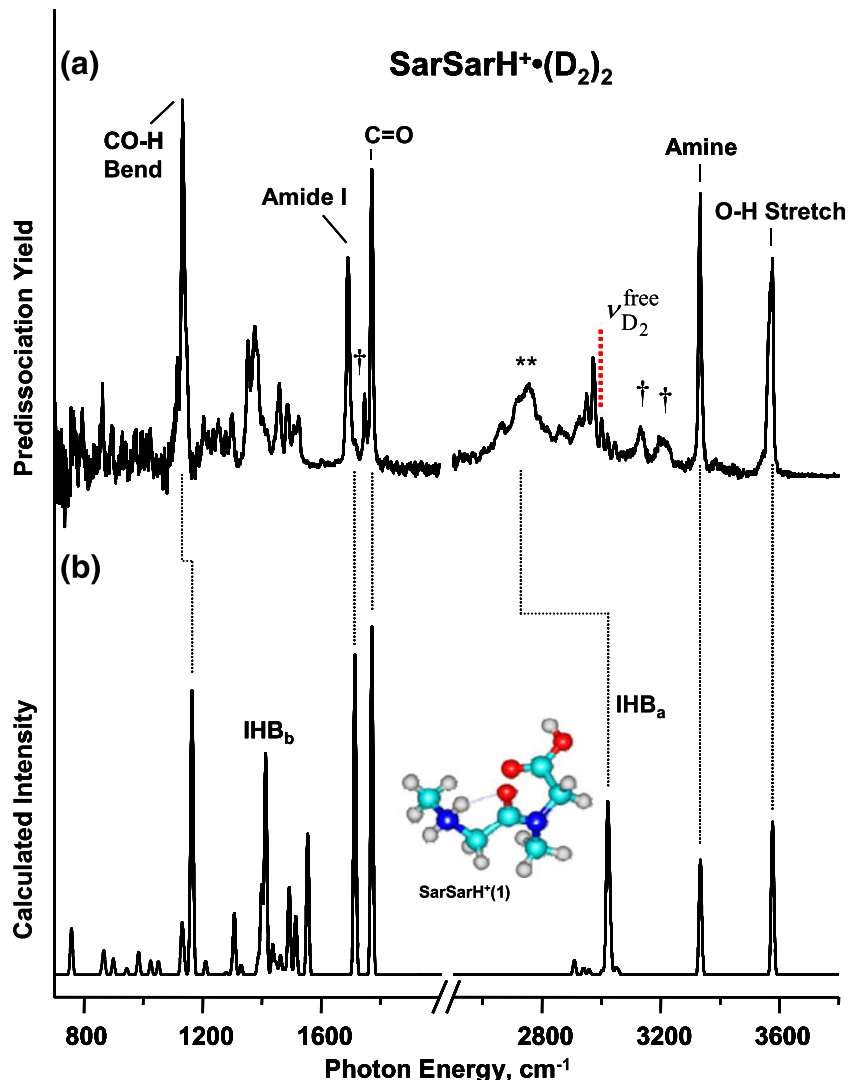 (a)
SarSarH⁺•(D₂)₂
CO-H
Bend
C=O
Amide I
Amine
O-H Stretch
ν free D₂
†
**
† †
Predissociation Yield
(b)
IHBₐ
IHB_b
SarSarH⁺(1)
Calculated Intensity
800 1200 1600 2800 3200 3600
Photon Energy, cm⁻¹